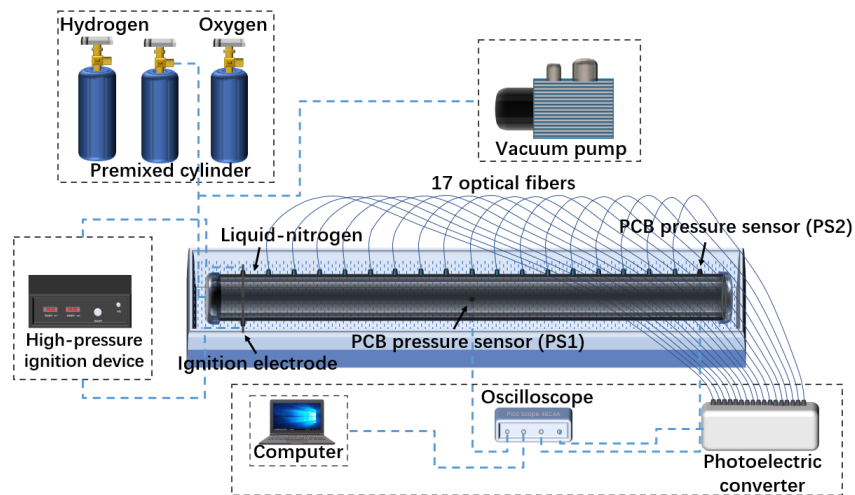 Hydrogen
Oxygen
Premixed cylinder
Vacuum pump
17 optical fibers
PCB pressure sensor (PS2)
Liquid-nitrogen
High-pressure
ignition device
PCB pressure sensor (PS1)
Ignition electrode
Oscilloscope
Computer
Photoelectric
converter